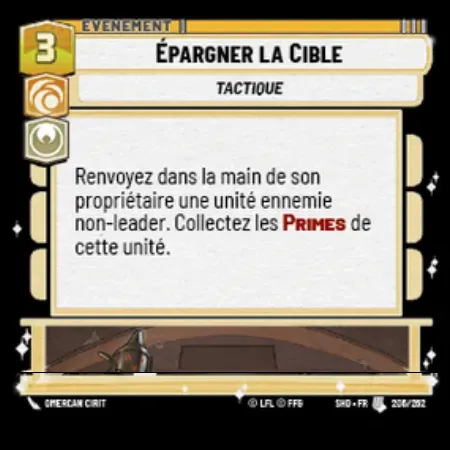 ÉVÉNEMENT
3
ÉPARGNER LA CIBLE
TACTIQUE
Renvoyez dans la main de son
propriétaire une unité ennemie
non-leader. Collectez les PRIMES de
cette unité.
OMERCAN CIRIT
© LFL © FFG
SHD • FR
206/262